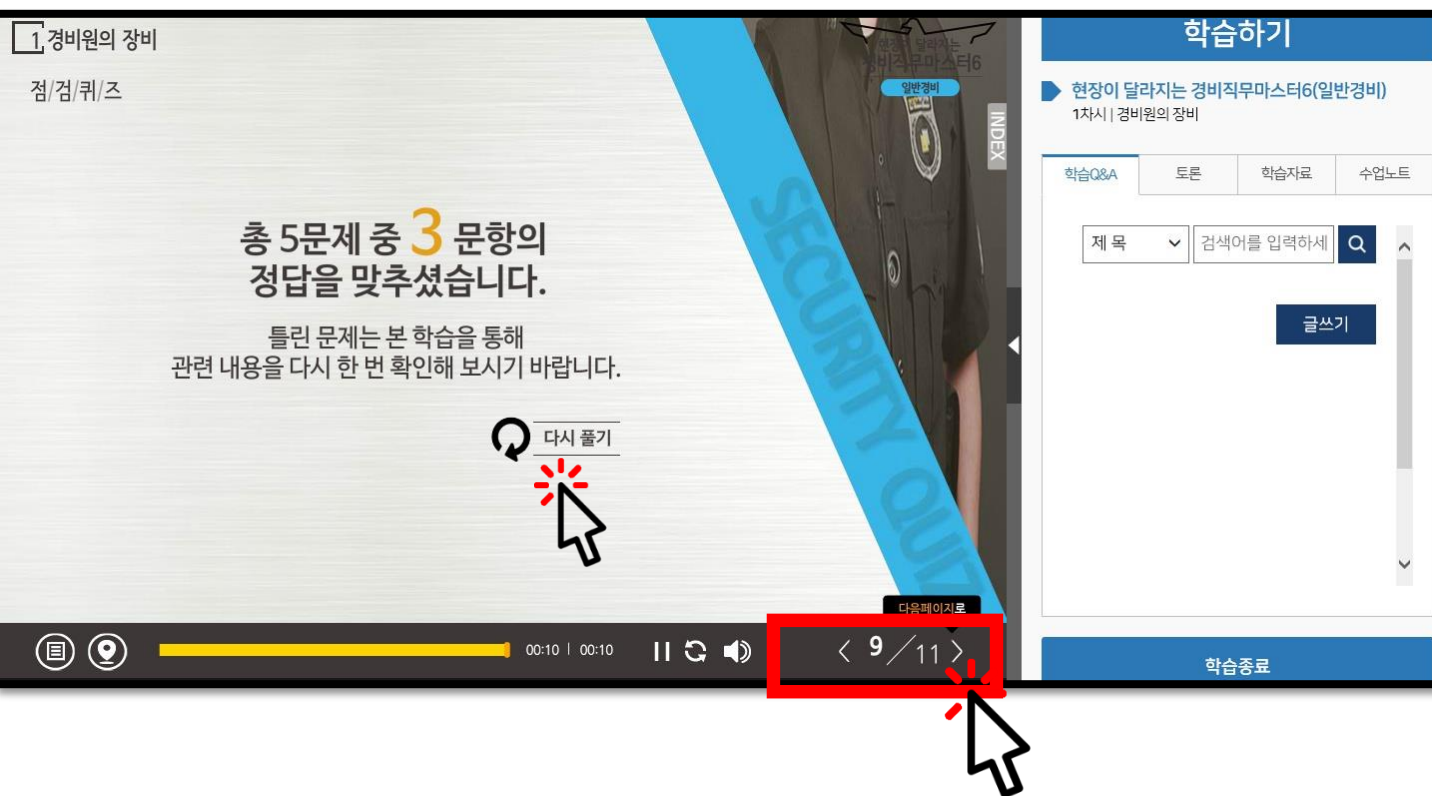 1 경비원의 장비
점/검/퀴/즈
현장이 달라지는
경비직무마스터6
일반경비
INDEX
총 5문제 중 3 문항의
정답을 맞추셨습니다.
틀린 문제는 본 학습을 통해
관련 내용을 다시 한 번 확인해 보시기 바랍니다.
다시 풀기
SECURITY QUIZ
다음페이지로
00:10 | 00:10
9/11
학습하기
현장이 달라지는 경비직무마스터6(일반경비)
1차시 | 경비원의 장비
학습Q&A 토론 학습자료 수업노트
제 목 검색어를 입력하세
글쓰기
학습종료